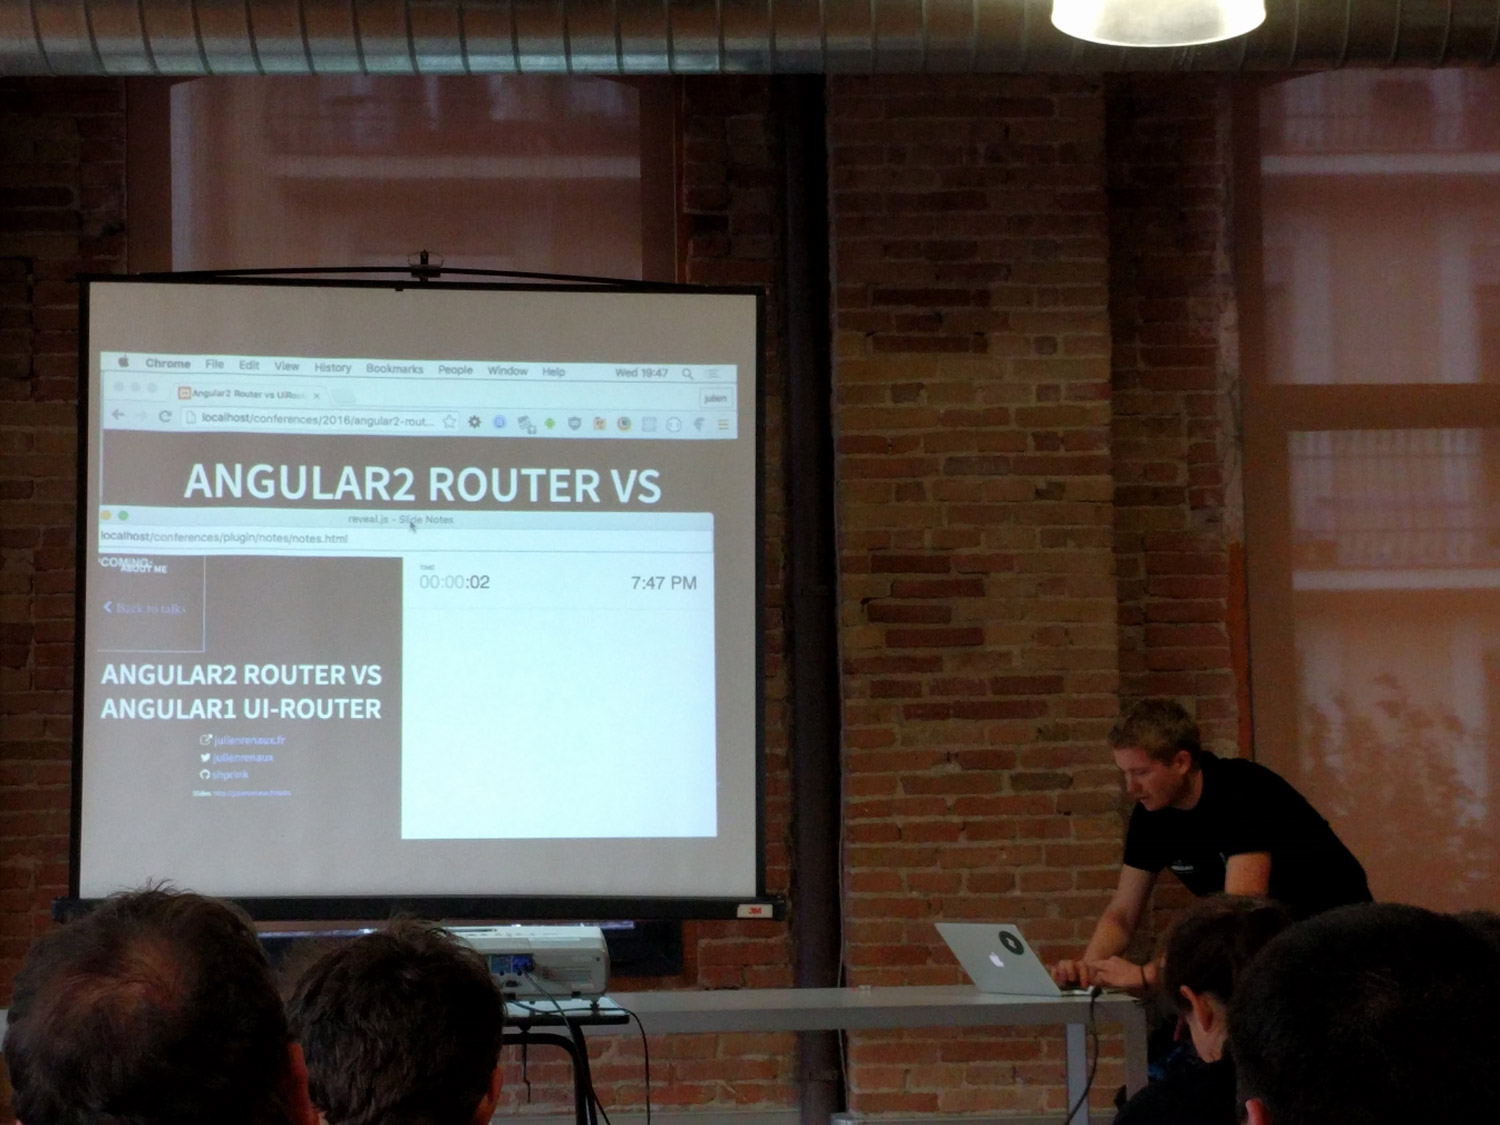 Chrome File Edit View History Bookmarks People Window Help Wed 19:47
Angular2 Router vs UiRou
julien
localhost/conferences/2016/angular2-rout...
ANGULAR2 ROUTER VS
reveal.js - Slide Notes
localhost/conferences/plugin/notes/notes.html
COMING:
ABOUT ME
TIME
00:00:02 7:47 PM
Back to talks
ANGULAR2 ROUTER VS
ANGULAR1 UI-ROUTER
julienrenaux.fr
julienrenaux
shprink
3M